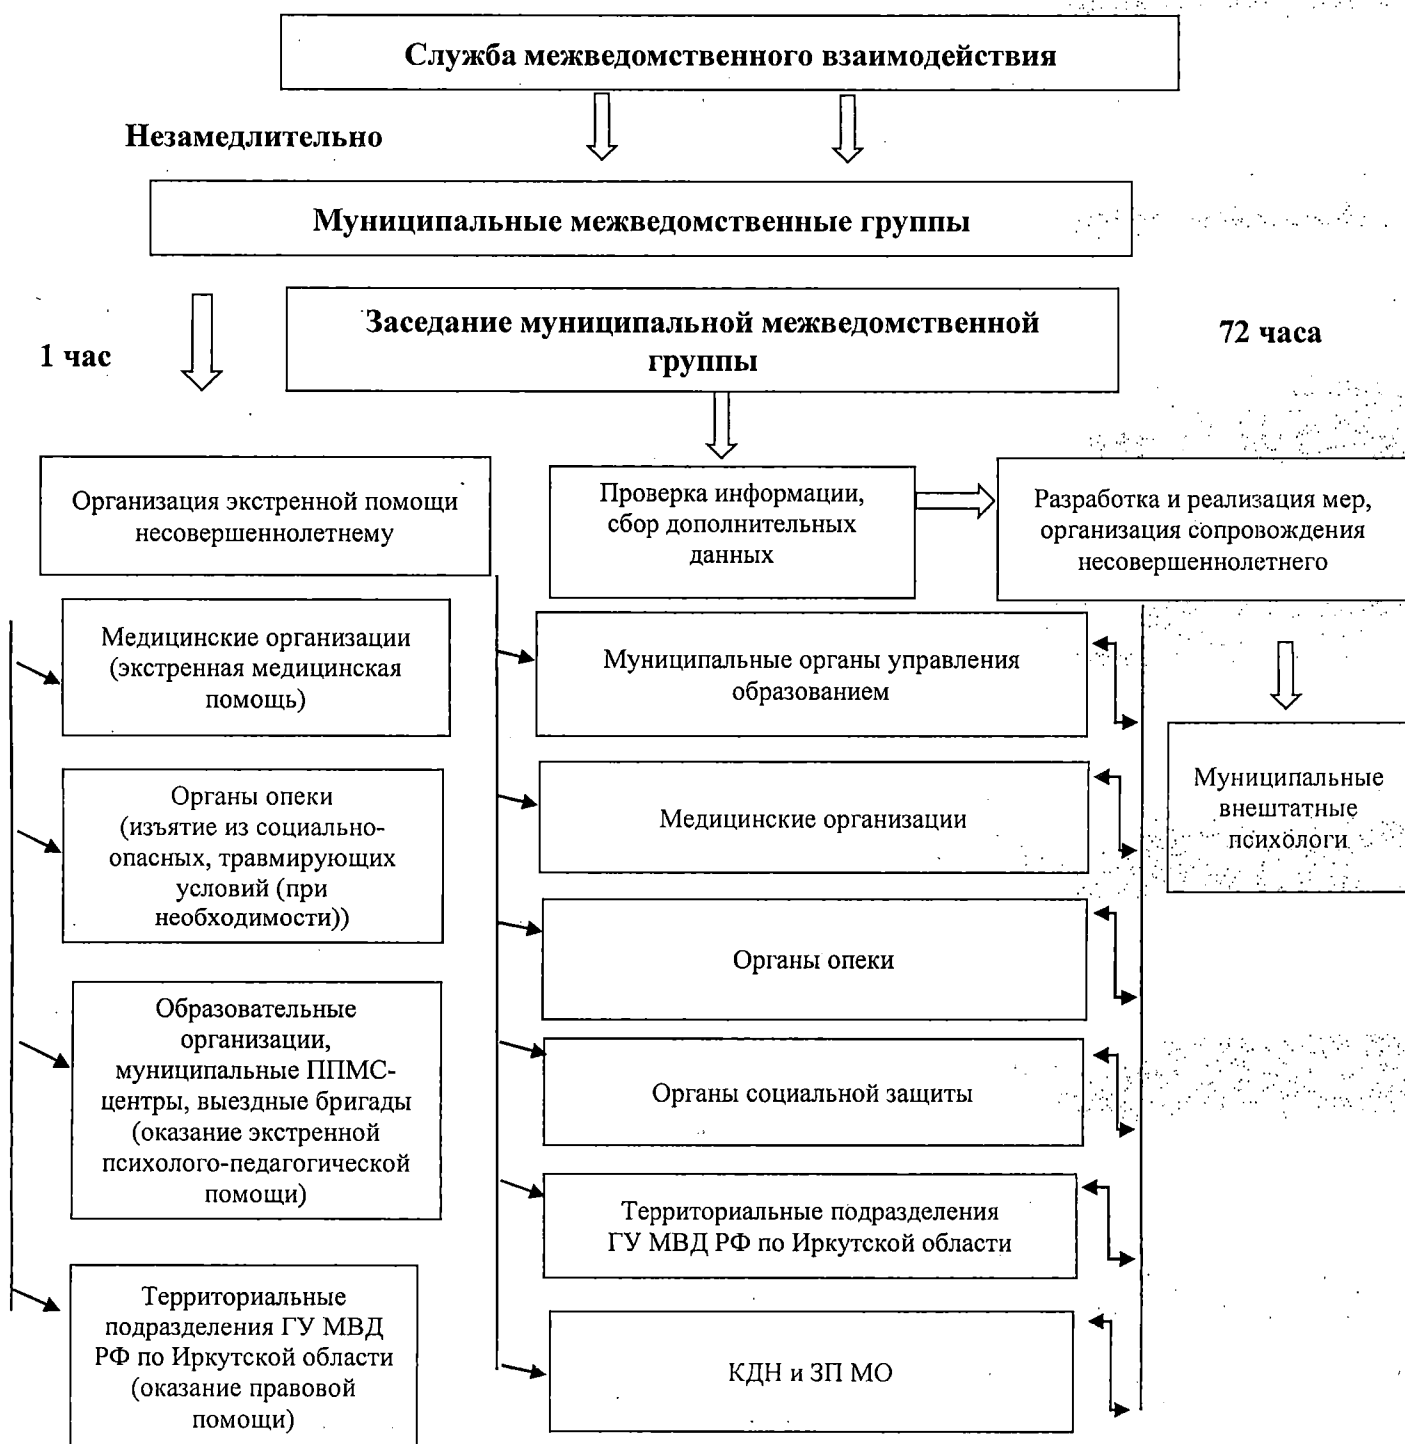 Служба межведомственного взаимодействия
Незамедлительно
Муниципальные межведомственные группы
1 час
Заседание муниципальной межведомственной
группы
72 часа
Организация экстренной помощи
несовершеннолетнему
Проверка информации,
сбор дополнительных
данных
Разработка и реализация мер,
организация сопровождения
несовершеннолетнего
Медицинские организации
(экстренная медицинская
помощь)
Органы опеки
(изъятие из социально-
опасных, травмирующих
условий (при
необходимости))
Образовательные
организации,
муниципальные ППМС-
центры, выездные бригады
(оказание экстренной
психолого-педагогической
помощи)
Территориальные
подразделения ГУ МВД
РФ по Иркутской области
(оказание правовой
помощи)
Муниципальные органы управления
образованием
Медицинские организации
Органы опеки
Органы социальной защиты
Территориальные подразделения
ГУ МВД РФ по Иркутской области
КДН и ЗП МО
Муниципальные
внештатные
психологи